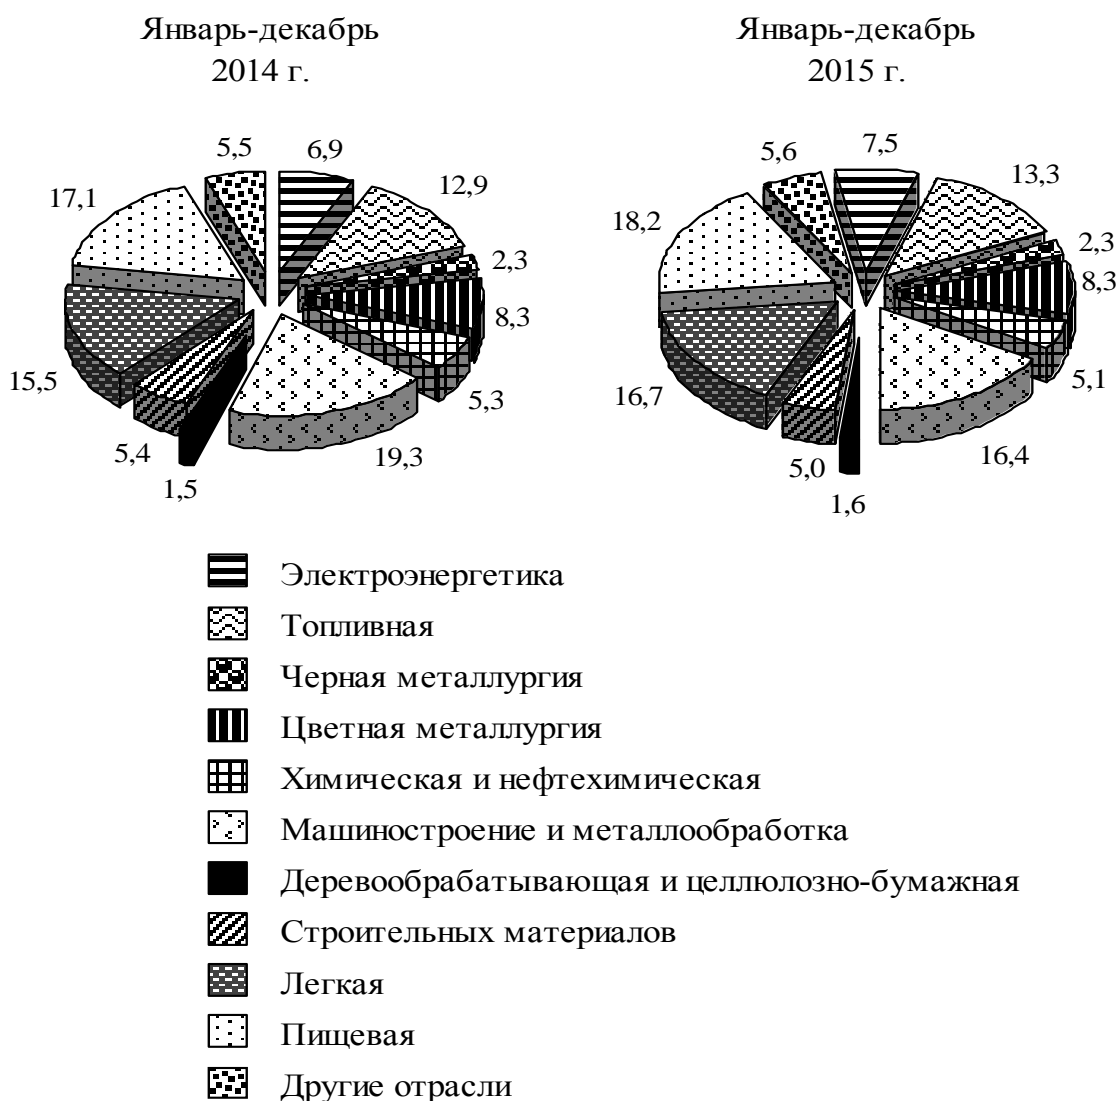 Январь-декабрь
2014 г.
5,5
6,9
12,9
17,1
2,3
8,3
15,5
5,3
5,4
19,3
1,5
Январь-декабрь
2015 г.
7,5
5,6
13,3
18,2
2,3
8,3
16,7
5,1
5,0
16,4
1,6
Электроэнергетика
Топливная
Черная металлургия
Цветная металлургия
Химическая и нефтехимическая
Машиностроение и металлообработка
Деревообрабатывающая и целлюлозно-бумажная
Строительных материалов
Легкая
Пищевая
Другие отрасли